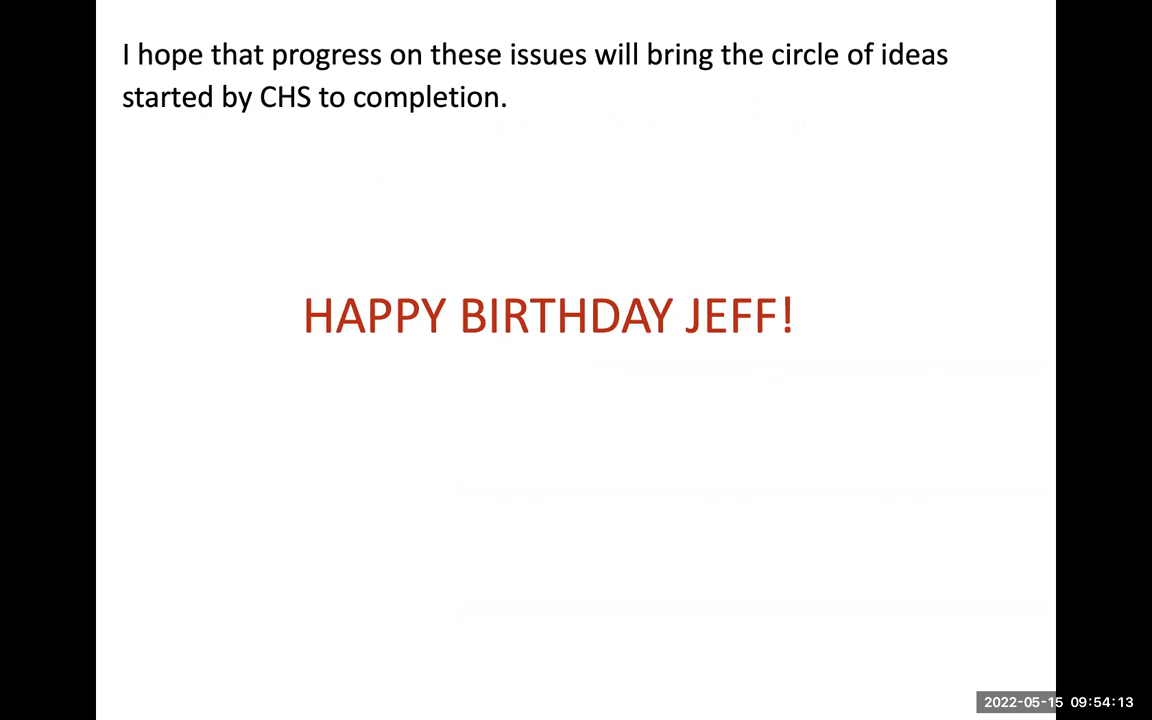 I hope that progress on these issues will bring the circle of ideas
started by CHS to completion.
HAPPY BIRTHDAY JEFF!
2022-05-15 09:54:13